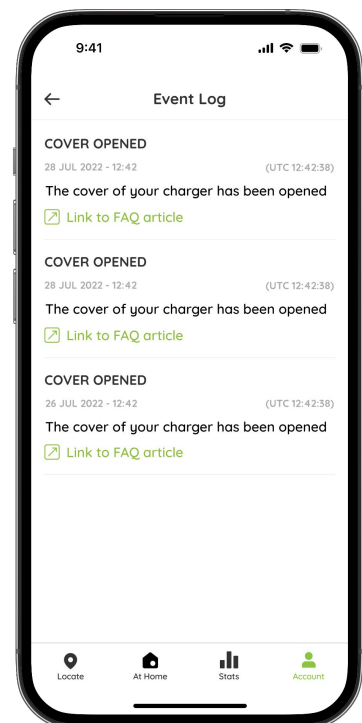 9:41
Event Log
COVER OPENED
28 JUL 2022 - 12:42 (UTC 12:42:38)
The cover of your charger has been opened
Link to FAQ article
COVER OPENED
28 JUL 2022 - 12:42 (UTC 12:42:38)
The cover of your charger has been opened
Link to FAQ article
COVER OPENED
26 JUL 2022 - 12:42 (UTC 12:42:38)
The cover of your charger has been opened
Link to FAQ article
Locate At Home Stats Account